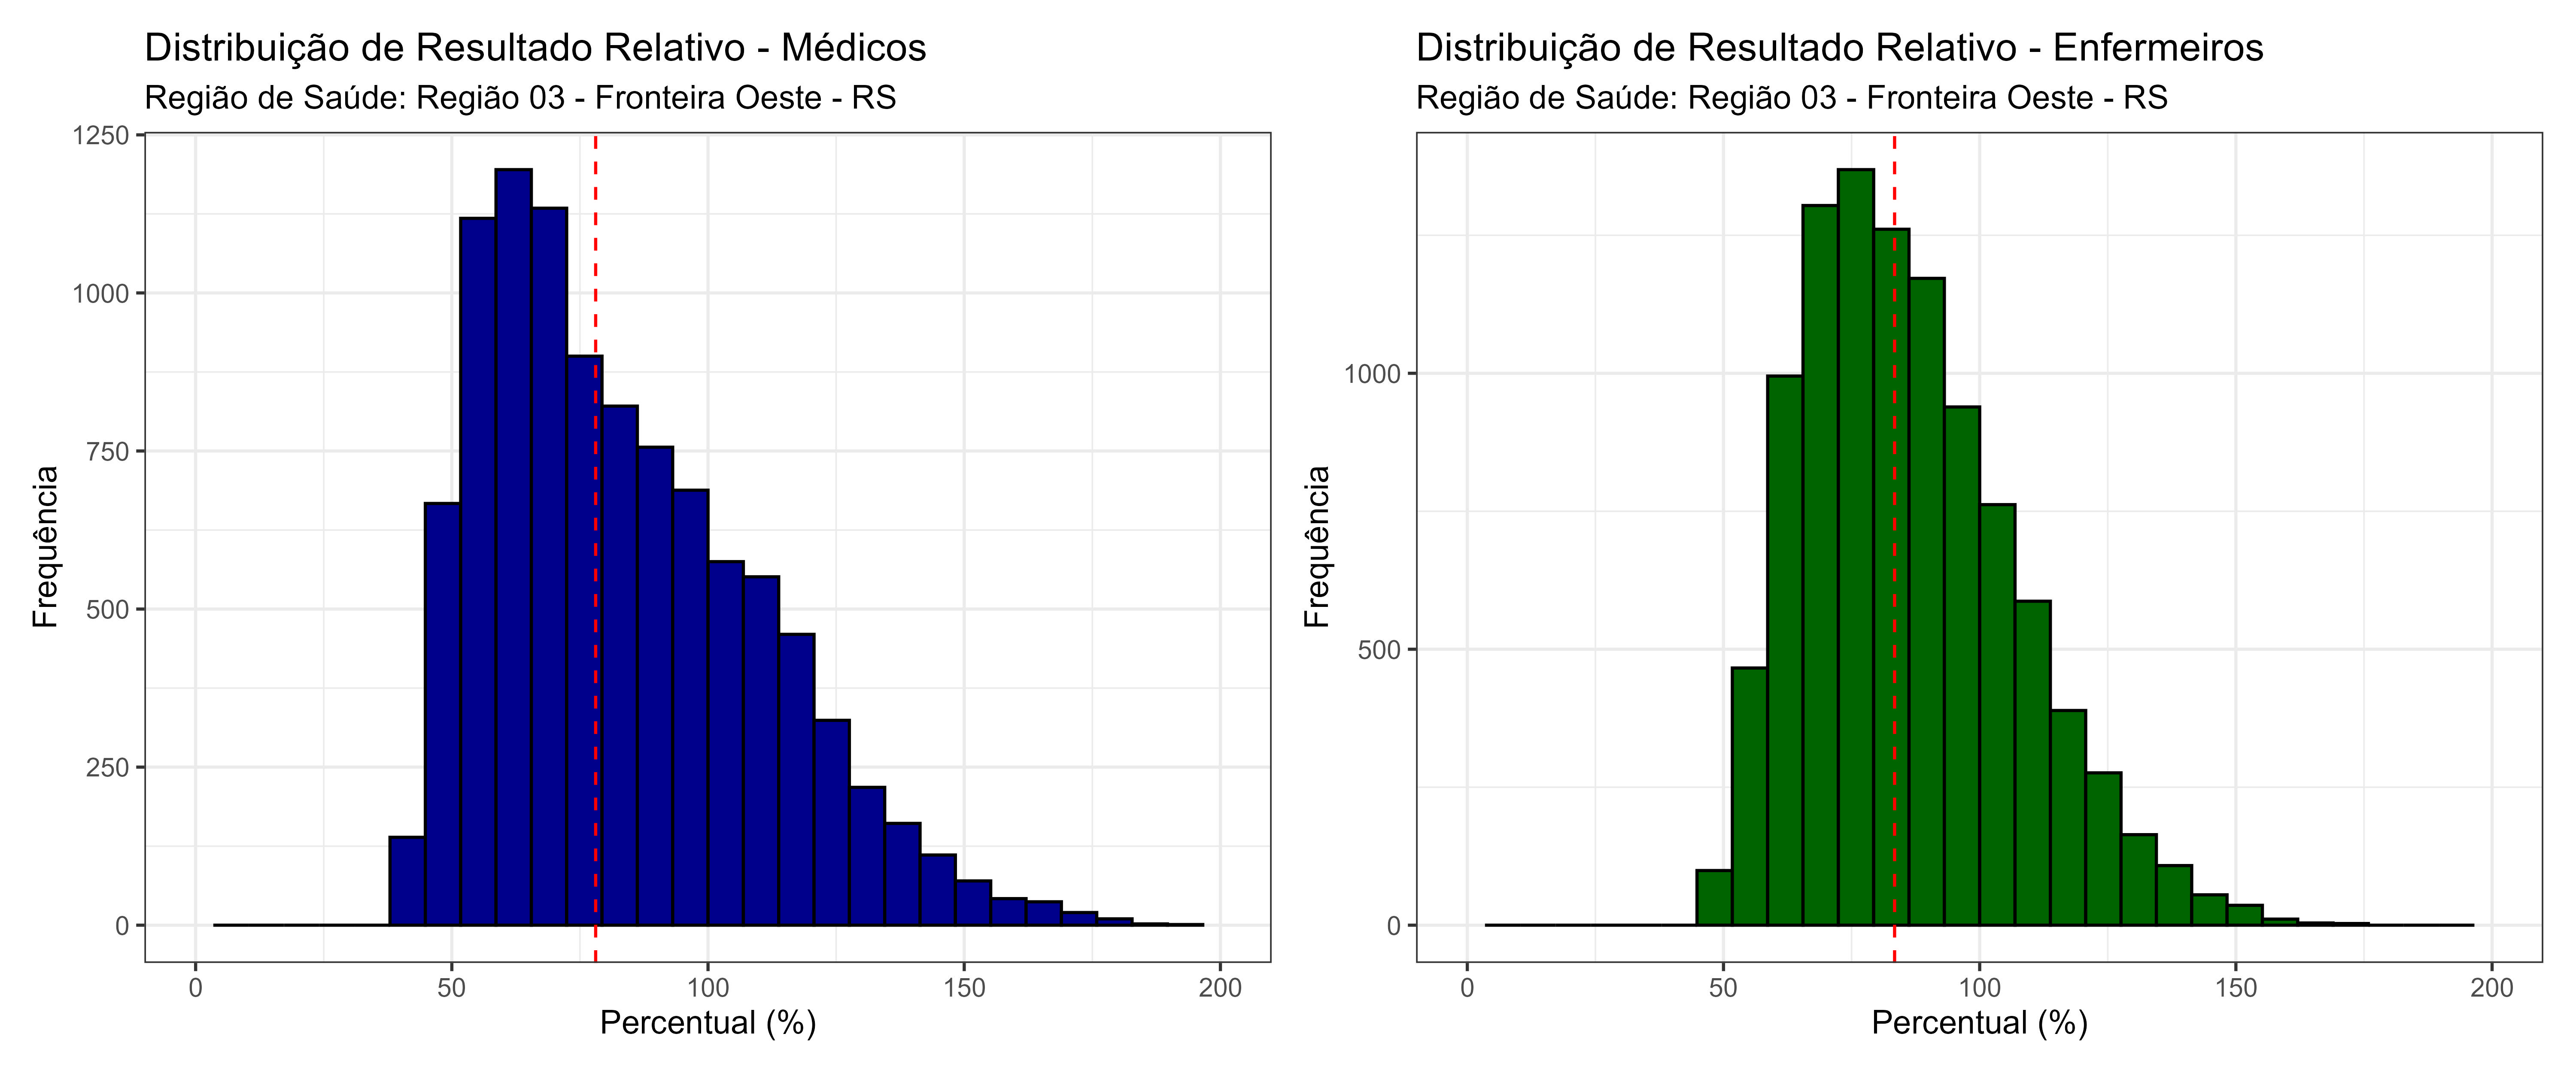 Distribuição de Resultado Relativo - Médicos
Região de Saúde: Região 03 - Fronteira Oeste - RS
1250
1000
750
500
250
0
Frequência
0 50 100 150 200
Percentual (%)
Distribuição de Resultado Relativo - Enfermeiros
Região de Saúde: Região 03 - Fronteira Oeste - RS
1000
500
0
Frequência
0 50 100 150 200
Percentual (%)